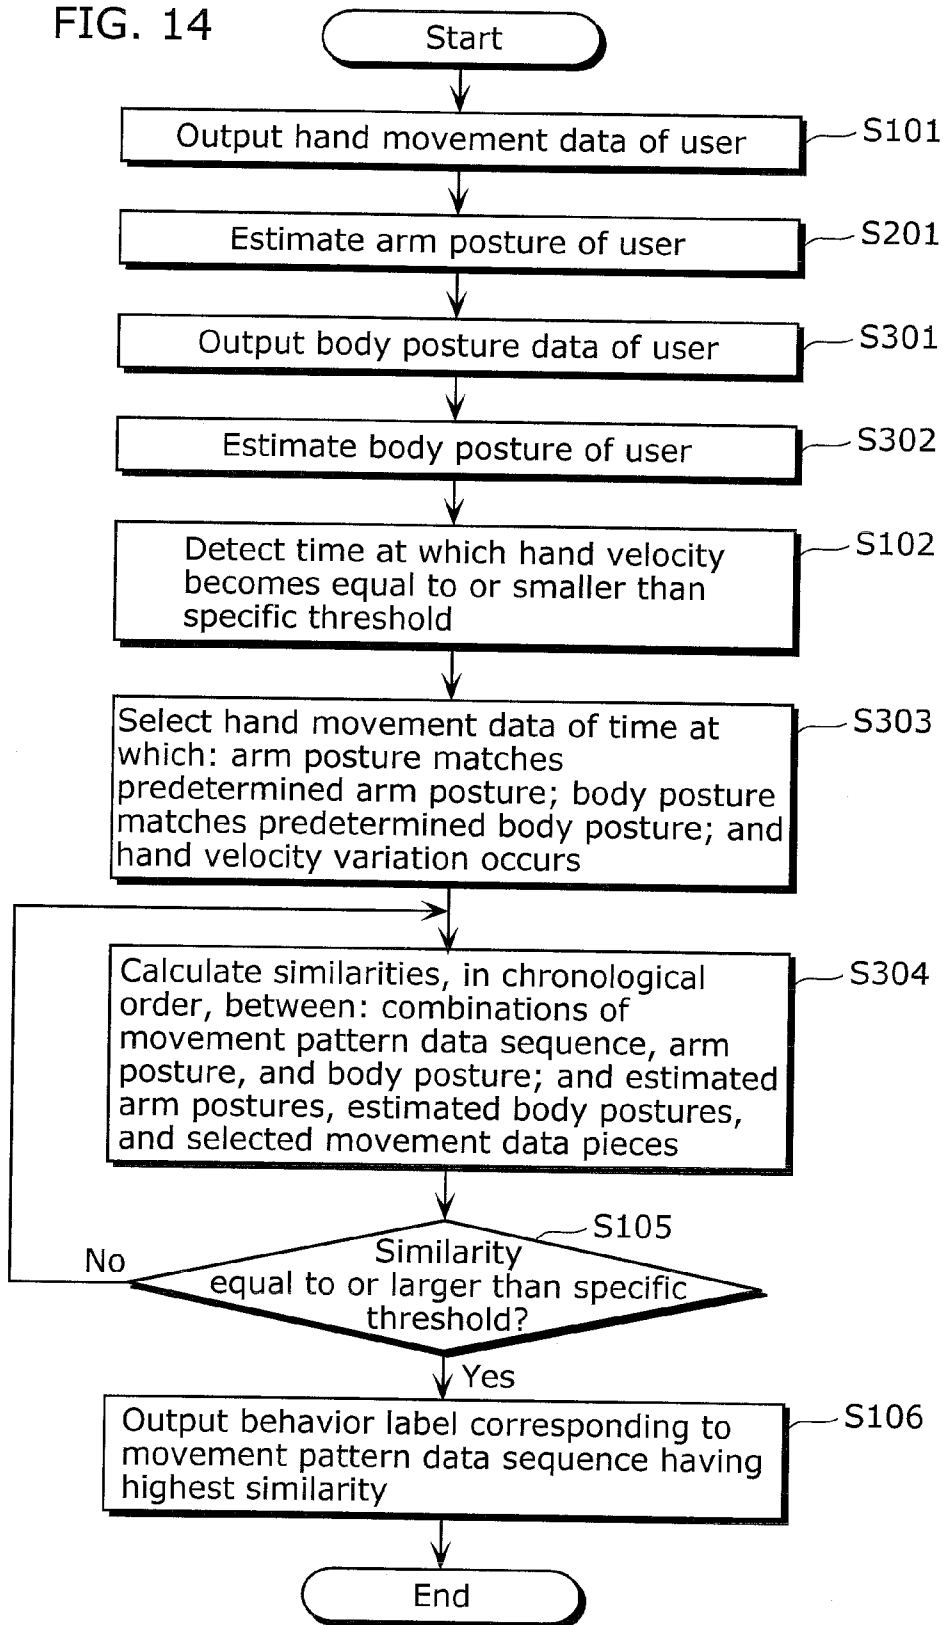 FIG. 14
Start
Output hand movement data of user
S101
Estimate arm posture of user
S201
Output body posture data of user
S301
Estimate body posture of user
S302
Detect time at which hand velocity
becomes equal to or smaller than
specific threshold
S102
Select hand movement data of time at
which: arm posture matches
predetermined arm posture; body posture
matches predetermined body posture; and
hand velocity variation occurs
S303
Calculate similarities, in chronological
order, between: combinations of
movement pattern data sequence, arm
posture, and body posture; and estimated
arm postures, estimated body postures,
and selected movement data pieces
S304
S105
Similarity
equal to or larger than specific
threshold?
No
Yes
Output behavior label corresponding to
movement pattern data sequence having
highest similarity
S106
End